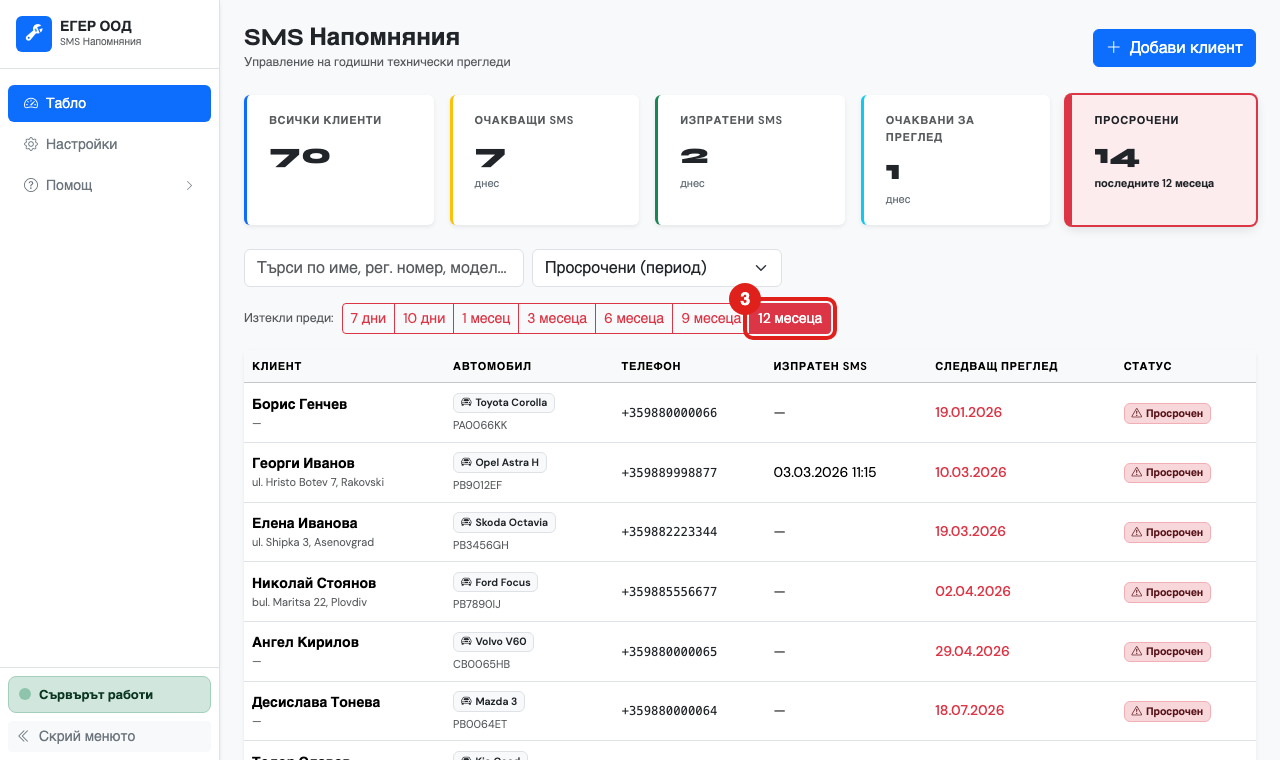 ЕГЕР ООД
SMS Напомняния
Табло
Настройки
Помощ
Сървърът работи
Скрий менюто
SMS Напомняния
Управление на годишни технически прегледи
Добави клиент
ВСИЧКИ КЛИЕНТИ
70
ОЧАКВАЩИ SMS
7
днес
ИЗПРАТЕНИ SMS
2
днес
ОЧАКВАНИ ЗА
ПРЕГЛЕД
1
днес
ПРОСРОЧЕНИ
14
последните 12 месеца
Търси по име, рег. номер, модел...
Просрочени (период)
3
Изтекли преди: 7 дни 10 дни 1 месец 3 месеца 6 месеца 9 месеца 12 месеца
КЛИЕНТ АВТОМОБИЛ ТЕЛЕФОН ИЗПРАТЕН SMS СЛЕДВАЩ ПРЕГЛЕД СТАТУС
Борис Генчев Toyota Corolla +359880000066 — 19.01.2026 Просрочен
— PA0066KK
Георги Иванов Opel Astra H +359889998877 03.03.2026 11:15 10.03.2026 Просрочен
ul. Hristo Botev 7, Rakovski PB9012EF
Елена Иванова Skoda Octavia +359882223344 — 19.03.2026 Просрочен
ul. Shipka 3, Asenovgrad PB3456GH
Николай Стоянов Ford Focus +359885556677 — 02.04.2026 Просрочен
bul. Maritsa 22, Plovdiv PB7890IJ
Ангел Кирилов Volvo V60 +359880000065 — 29.04.2026 Просрочен
— CB0065HB
Десислава Тонева Mazda 3 +359880000064 — 18.07.2026 Просрочен
— PB0064ET